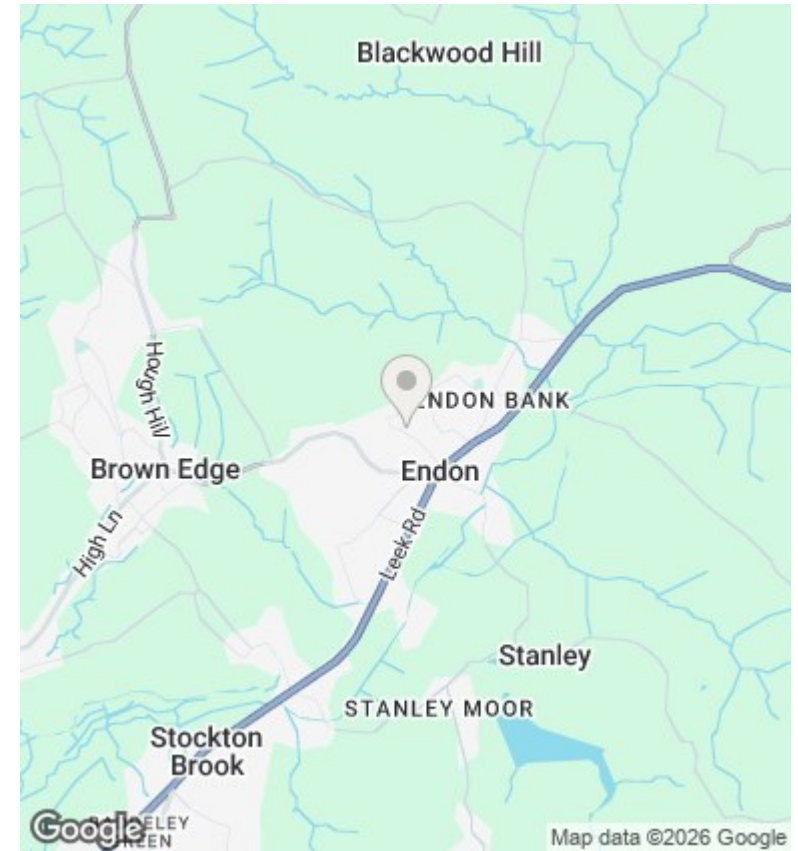 Blackwood Hill
Hough Hill
ENDON BANK
Brown Edge
Endon
High Ln
Leek Rd
Stanley
STANLEY MOOR
Stockton
Brook
Google
Map data ©2026 Google